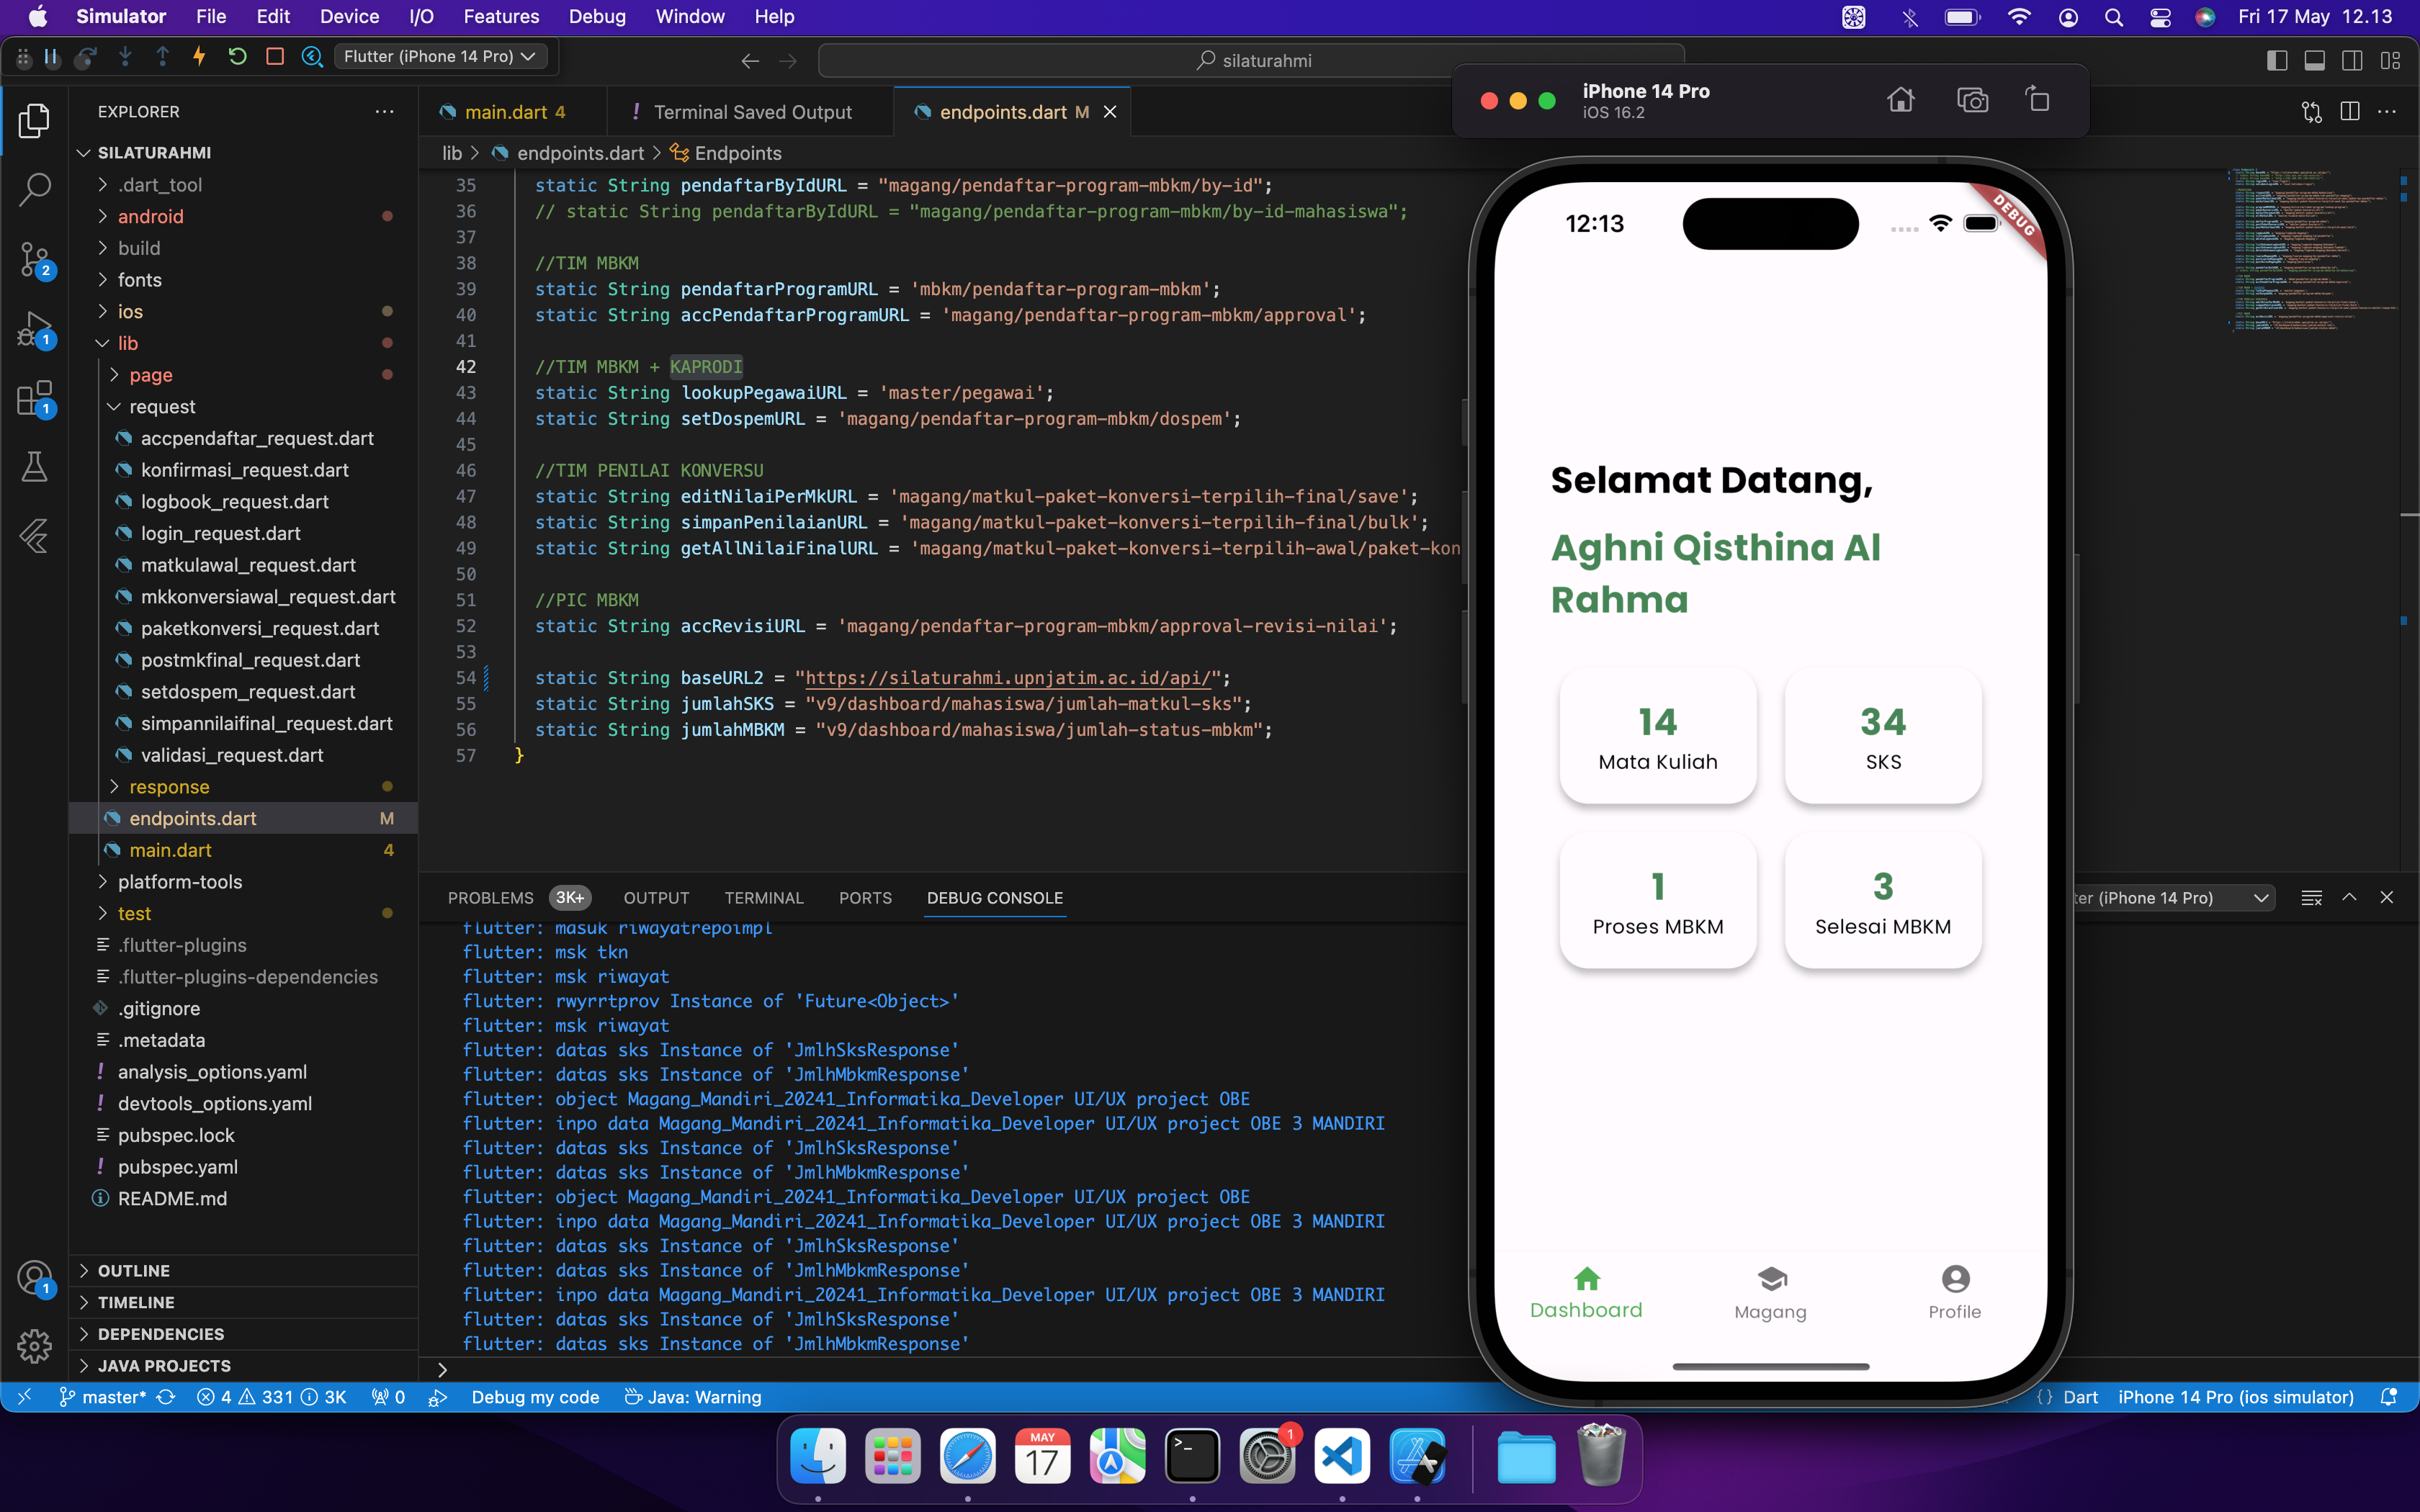 Simulator File Edit Device I/O Features Debug Window Help Fri 17 May 12.13
Flutter (iPhone 14 Pro)
silaturahmi
EXPLORER
SILATURAHMI
.dart_tool
android
build
fonts
ios
lib
page
request
accpendaftar_request.dart
konfirmasi_request.dart
logbook_request.dart
login_request.dart
matkulawal_request.dart
mkkonversiawal_request.dart
paketkonversi_request.dart
postmkfinal_request.dart
setdospem_request.dart
simpannilaifinal_request.dart
validasi_request.dart
response
endpoints.dart M
main.dart 4
platform-tools
test
.flutter-plugins
.flutter-plugins-dependencies
.gitignore
.metadata
! analysis_options.yaml
! devtools_options.yaml
pubspec.lock
! pubspec.yaml
README.md
OUTLINE
TIMELINE
DEPENDENCIES
JAVA PROJECTS
2
1
1
1
main.dart 4
! Terminal Saved Output
endpoints.dart M
lib > endpoints.dart > Endpoints
35 static String pendaftarByIdURL = "magang/pendaftar-program-mbkm/by-id";
36 // static String pendaftarByIdURL = "magang/pendaftar-program-mbkm/by-id-mahasiswa";
37
38 //TIM MBKM
39 static String pendaftarProgramURL = 'mbkm/pendaftar-program-mbkm';
40 static String accPendaftarProgramURL = 'magang/pendaftar-program-mbkm/approval';
41
42 //TIM MBKM + KAPRODI
43 static String lookupPegawaiURL = 'master/pegawai';
44 static String setDospemURL = 'magang/pendaftar-program-mbkm/dospem';
45
46 //TIM PENILAI KONVERSU
47 static String editNilaiPerMkURL = 'magang/matkul-paket-konversi-terpilih-final/save';
48 static String simpanPenilaianURL = 'magang/matkul-paket-konversi-terpilih-final/bulk';
49 static String getAllNilaiFinalURL = 'magang/matkul-paket-konversi-terpilih-awal/paket-kon
50
51 //PIC MBKM
52 static String accRevisiURL = 'magang/pendaftar-program-mbkm/approval-revisi-nilai';
53
54 static String baseURL2 = "https://silaturahmi.upnjatim.ac.id/api/";
55 static String jumlahSKS = "v9/dashboard/mahasiswa/jumlah-matkul-sks";
56 static String jumlahMBKM = "v9/dashboard/mahasiswa/jumlah-status-mbkm";
57 }
PROBLEMS 3K+ OUTPUT TERMINAL PORTS DEBUG CONSOLE
ter (iPhone 14 Pro)
flutter: masuk riwayatrepoimpl
flutter: msk tkn
flutter: msk riwayat
flutter: rwyrrtprov Instance of 'Future<Object>'
flutter: msk riwayat
flutter: datas sks Instance of 'JmlhSksResponse'
flutter: datas sks Instance of 'JmlhMbkmResponse'
flutter: object Magang_Mandiri_20241_Informatika_Developer UI/UX project OBE
flutter: inpo data Magang_Mandiri_20241_Informatika_Developer UI/UX project OBE 3 MANDIRI
flutter: datas sks Instance of 'JmlhSksResponse'
flutter: datas sks Instance of 'JmlhMbkmResponse'
flutter: object Magang_Mandiri_20241_Informatika_Developer UI/UX project OBE
flutter: inpo data Magang_Mandiri_20241_Informatika_Developer UI/UX project OBE 3 MANDIRI
flutter: datas sks Instance of 'JmlhSksResponse'
flutter: datas sks Instance of 'JmlhMbkmResponse'
flutter: inpo data Magang_Mandiri_20241_Informatika_Developer UI/UX project OBE 3 MANDIRI
flutter: datas sks Instance of 'JmlhSksResponse'
flutter: datas sks Instance of 'JmlhMbkmResponse'
iPhone 14 Pro
iOS 16.2
12:13
DEBUG
Selamat Datang,
Aghni Qisthina Al
Rahma
14
Mata Kuliah
34
SKS
1
Proses MBKM
3
Selesai MBKM
Dashboard
Magang
Profile
master* 4 331 3K 0 Debug my code Java: Warning {} Dart iPhone 14 Pro (ios simulator)
MAY
17
1